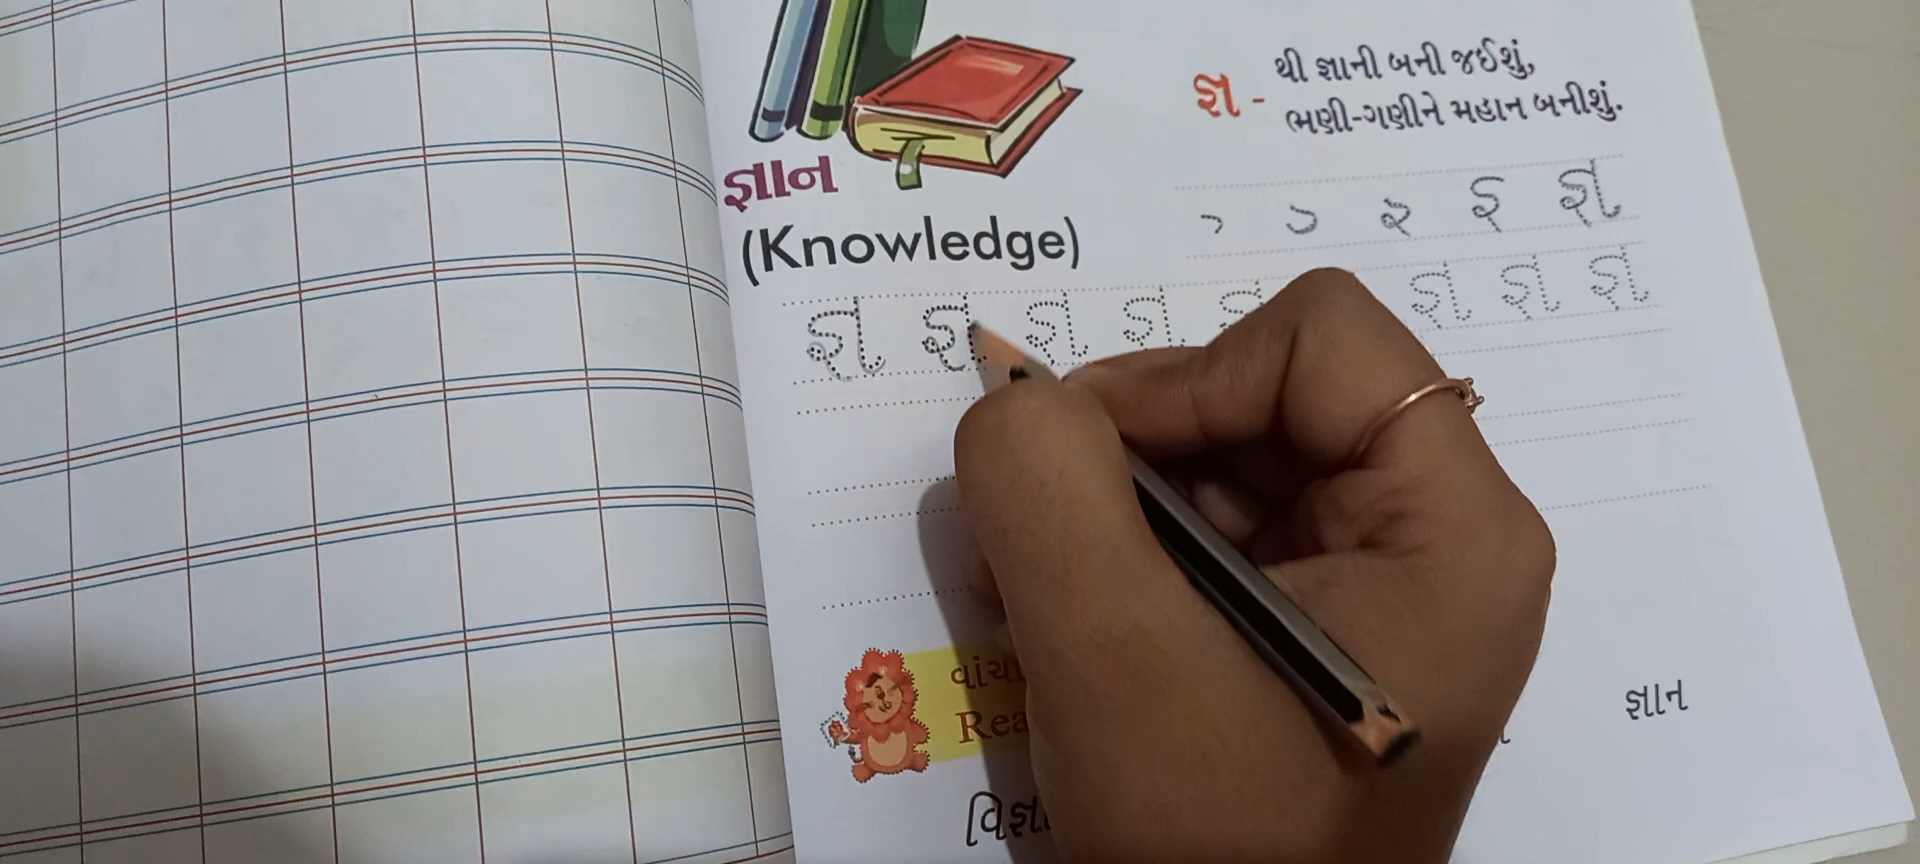 જ્ઞ - થી જ્ઞાની બની જઈશું,
ભણી-ગણીને મહાન બનીશું.
જ્ઞાન
(Knowledge)
જ્ઞ
જ્ઞ જ્ઞ જ્ઞ જ્ઞ જ્ઞ જ્ઞ જ્ઞ
જ્ઞાન